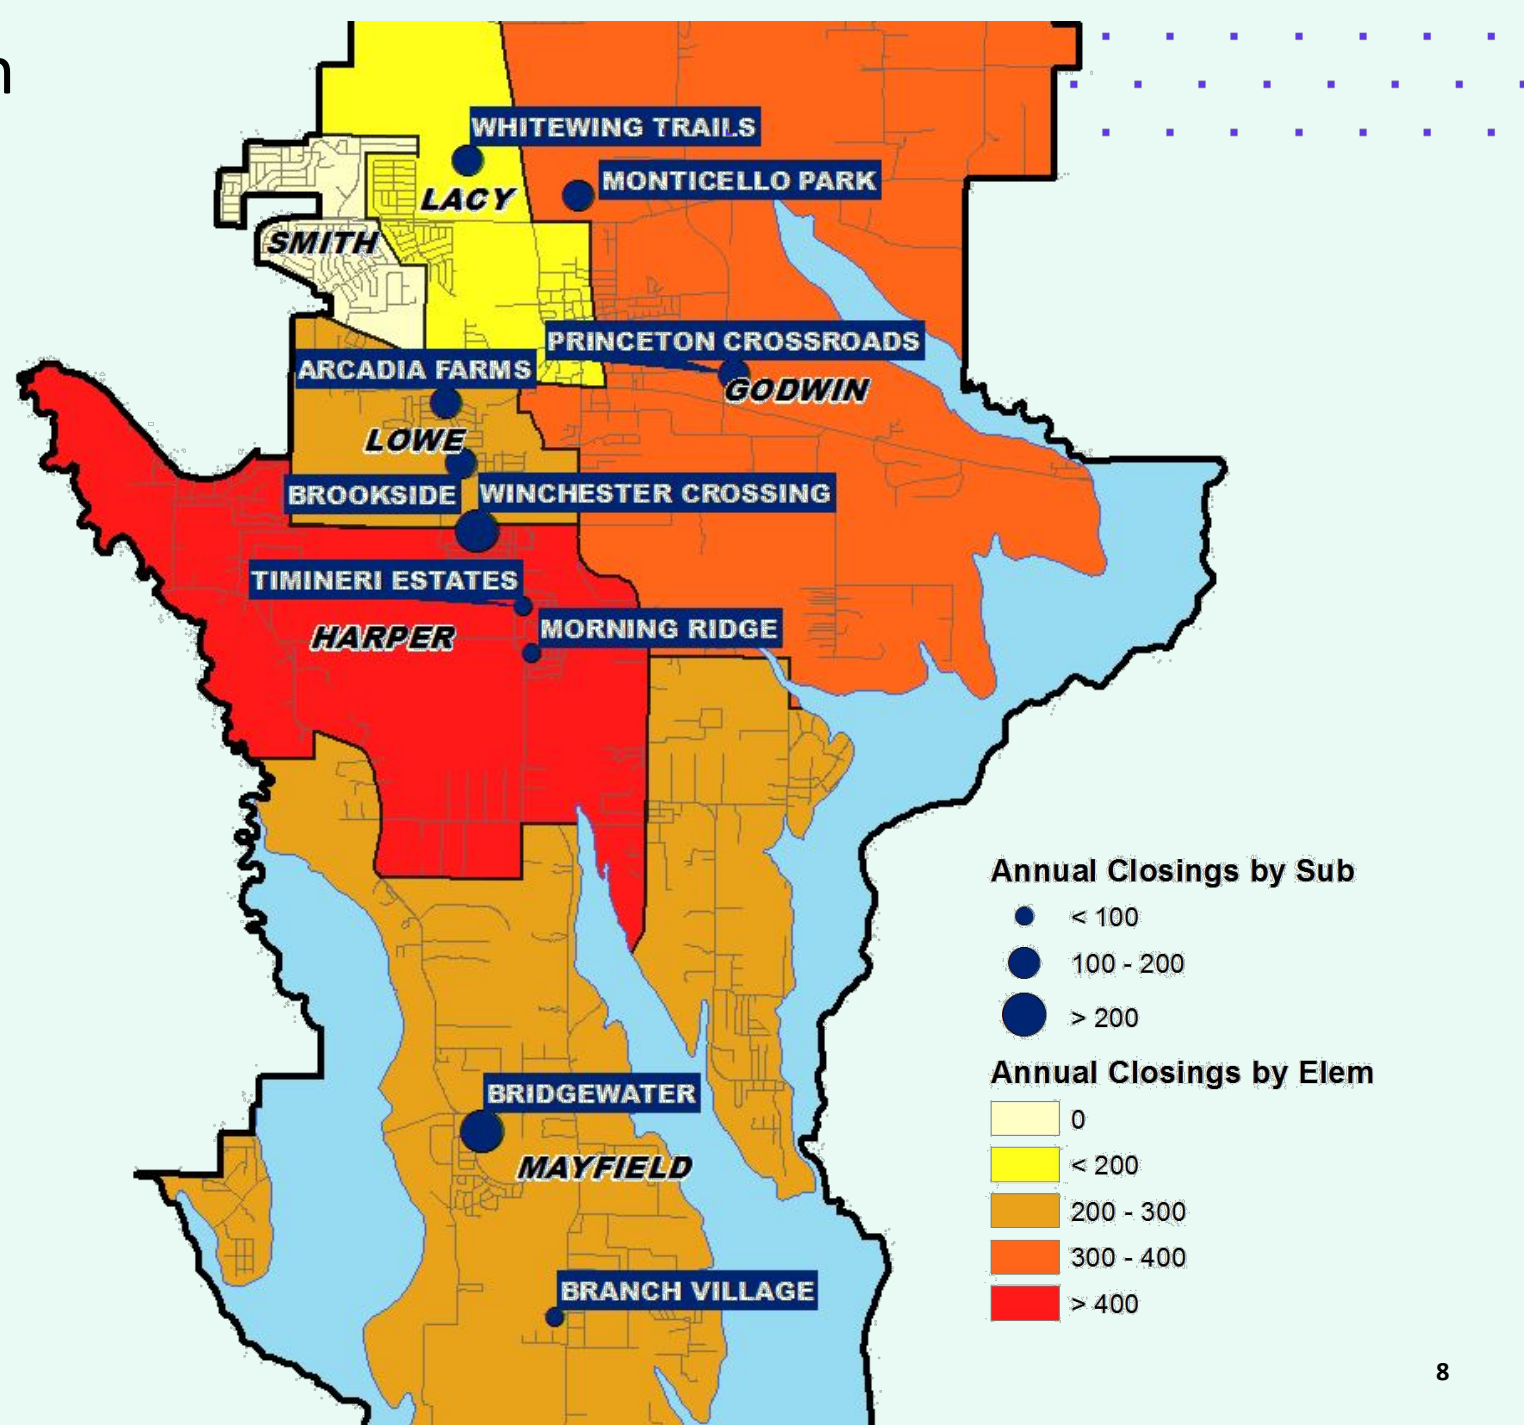 n
WHITEWING TRAILS
MONTICELLO PARK
LACY
SMITH
PRINCETON CROSSROADS
ARCADIA FARMS
GODWIN
LOWE
BROOKSIDE
WINCHESTER CROSSING
TIMINERI ESTATES
MORNING RIDGE
HARPER
Annual Closings by Sub
< 100
100 - 200
> 200
Annual Closings by Elem
0
< 200
200 - 300
300 - 400
> 400
BRIDGEWATER
MAYFIELD
BRANCH VILLAGE
8